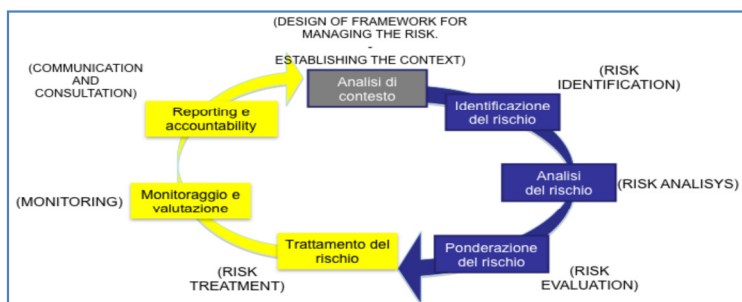 (DESIGN OF FRAMEWORK FOR
MANAGING THE RISK.
-
ESTABLISHING THE CONTEXT)
Analisi di
contesto
(RISK
IDENTIFICATION)
Identificazione
del rischio
Analisi
del rischio
(RISK ANALISYS)
Ponderazione
del rischio
(RISK
EVALUATION)
Trattamento del
rischio
(RISK
TREATMENT)
Monitoraggio e
valutazione
(MONITORING)
Reporting e
accountability
(COMMUNICATION
AND
CONSULTATION)